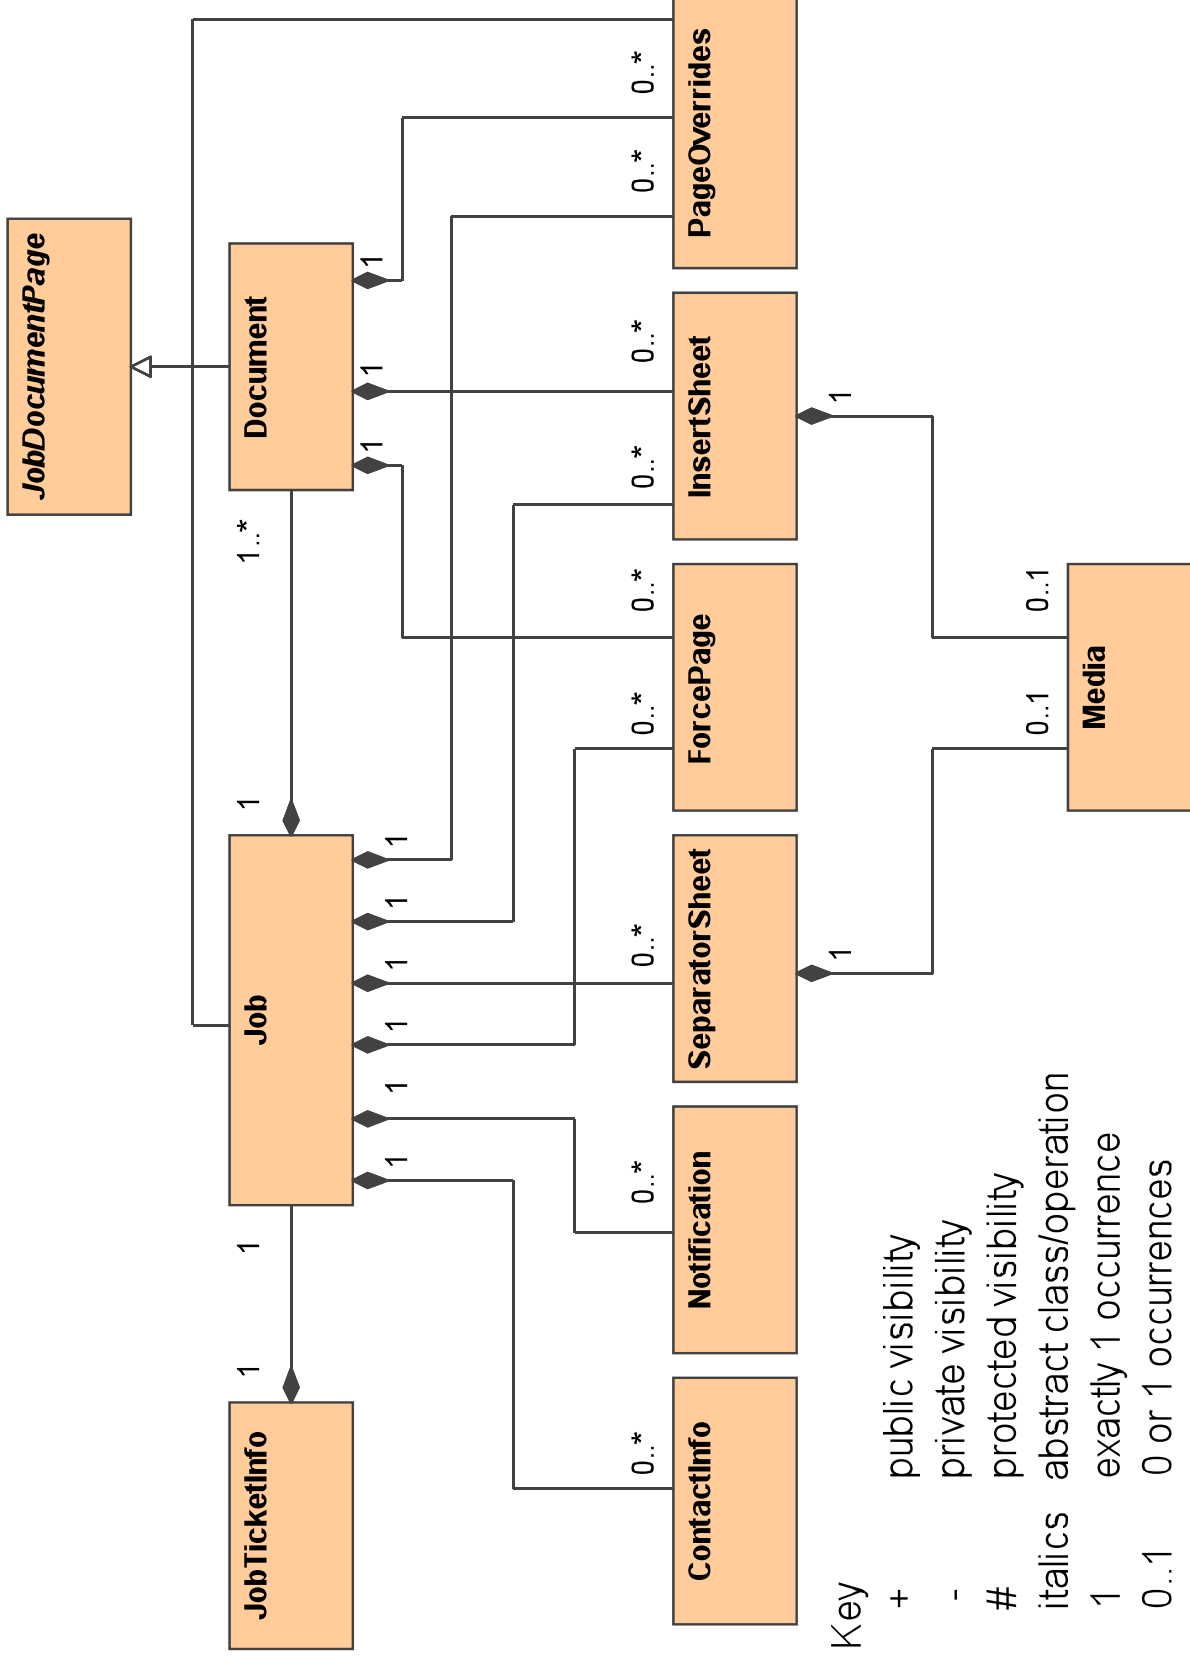 JobDocumentPage
JobTicketInfo 1 1 Job 1 1..* Document
1 1 1
1 1 1 1 1 1
0..* 0..* 0..* 0..* 0..* 0..* 0..* 0..* 0..*
ContactInfo Notification SeparatorSheet ForcePage InsertSheet PageOverrides
1 1
0..1 0..1
Media
Key
+ public visibility
- private visibility
# protected visibility
italics abstract class/operation
1 exactly 1 occurrence
0..1 0 or 1 occurrences